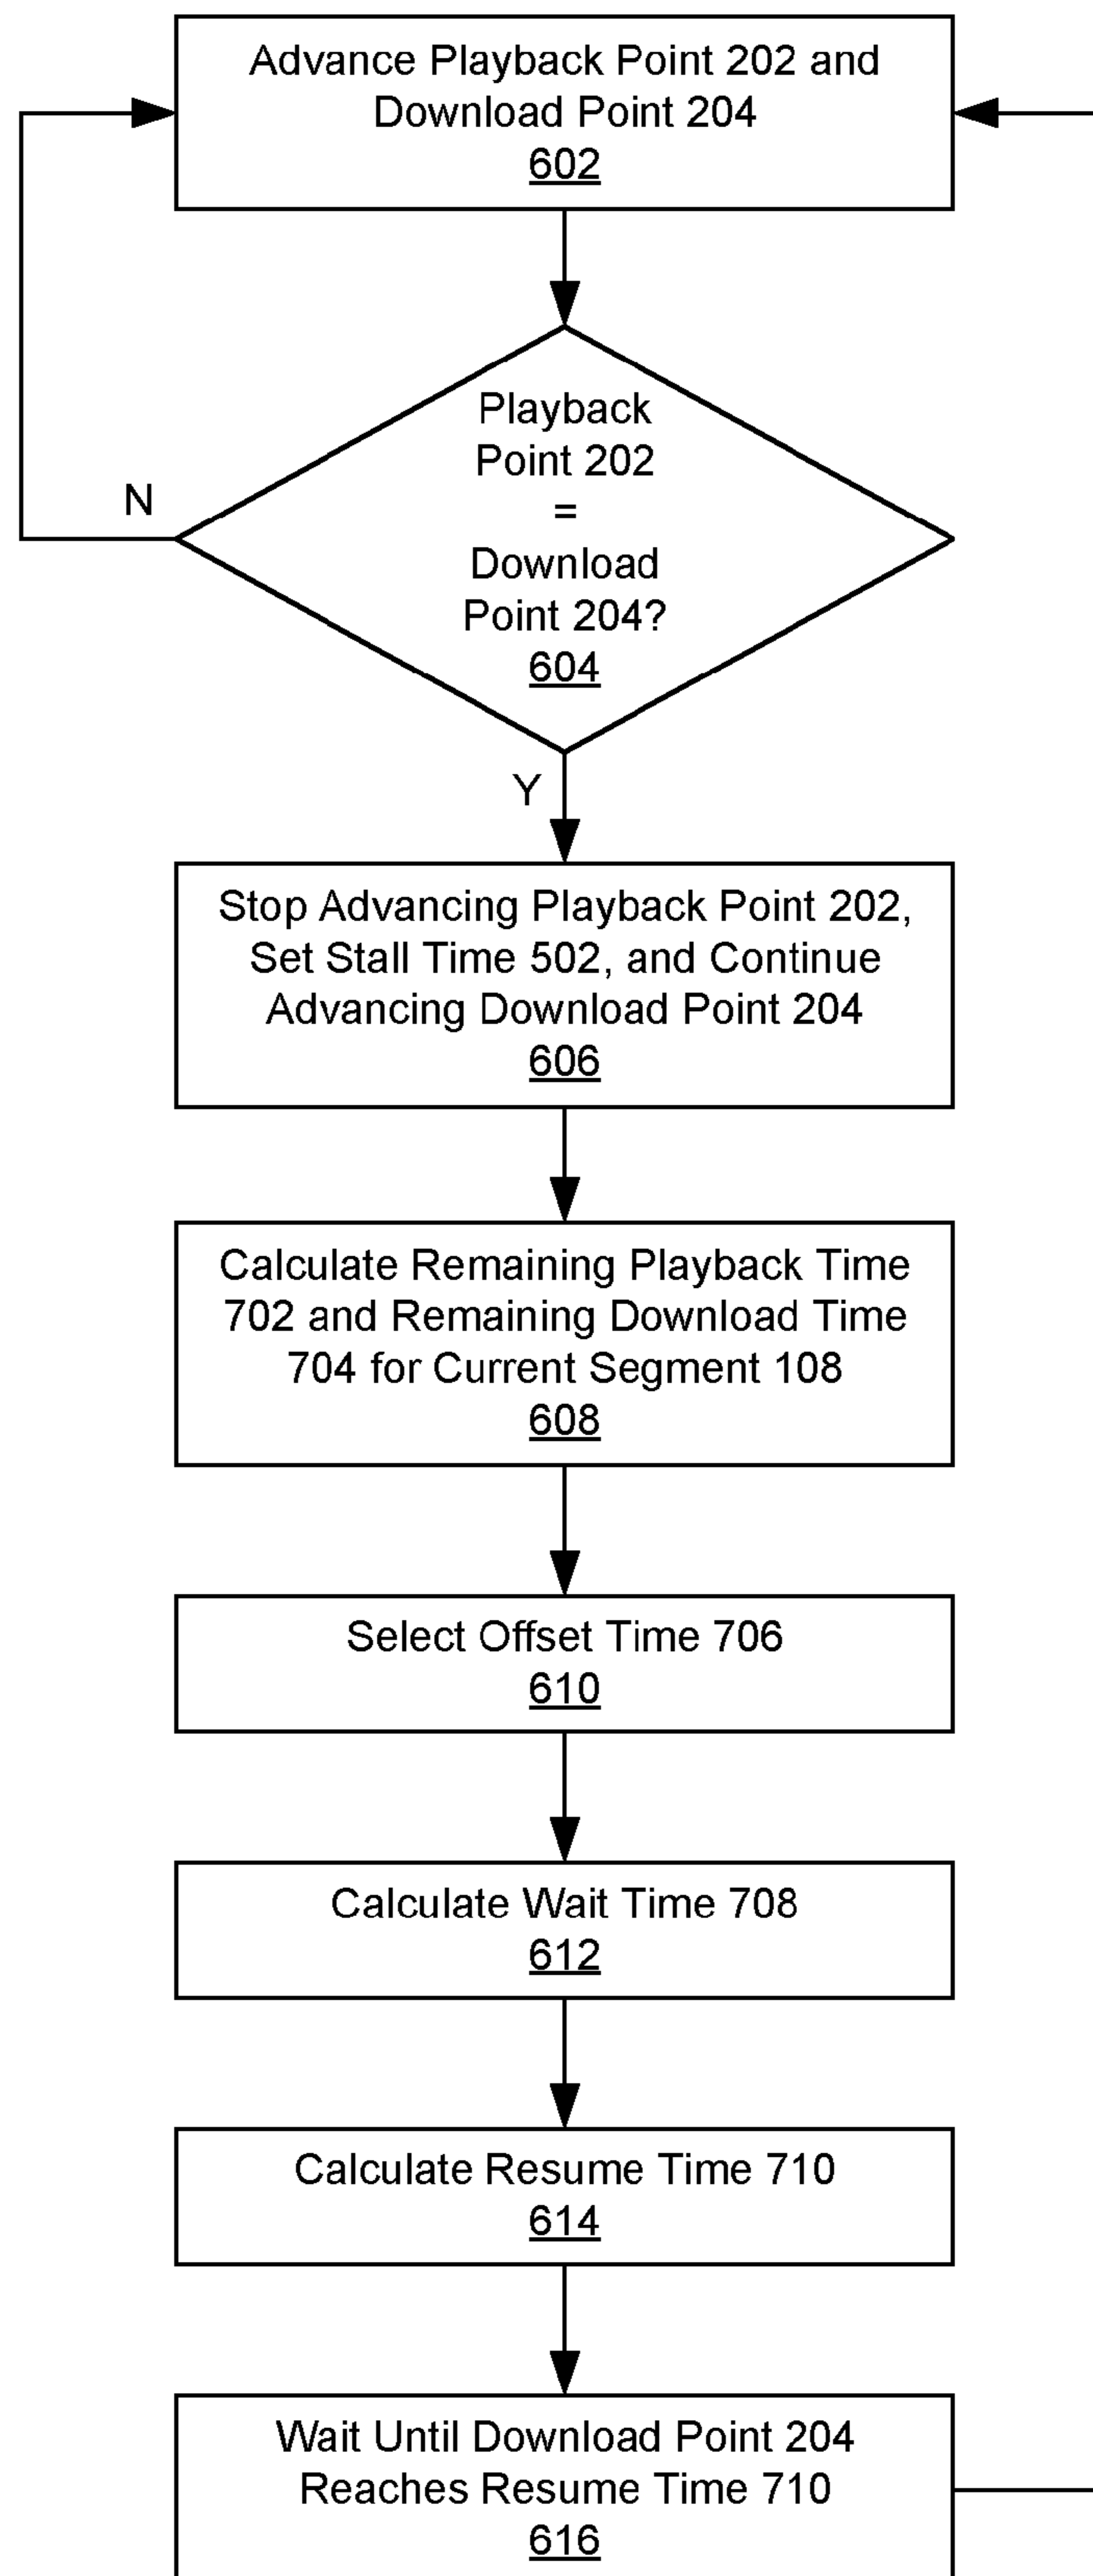 Advance Playback Point 202 and
Download Point 204
602
Playback
Point 202
=
Download
Point 204?
604
N
Y
Stop Advancing Playback Point 202,
Set Stall Time 502, and Continue
Advancing Download Point 204
606
Calculate Remaining Playback Time
702 and Remaining Download Time
704 for Current Segment 108
608
Select Offset Time 706
610
Calculate Wait Time 708
612
Calculate Resume Time 710
614
Wait Until Download Point 204
Reaches Resume Time 710
616